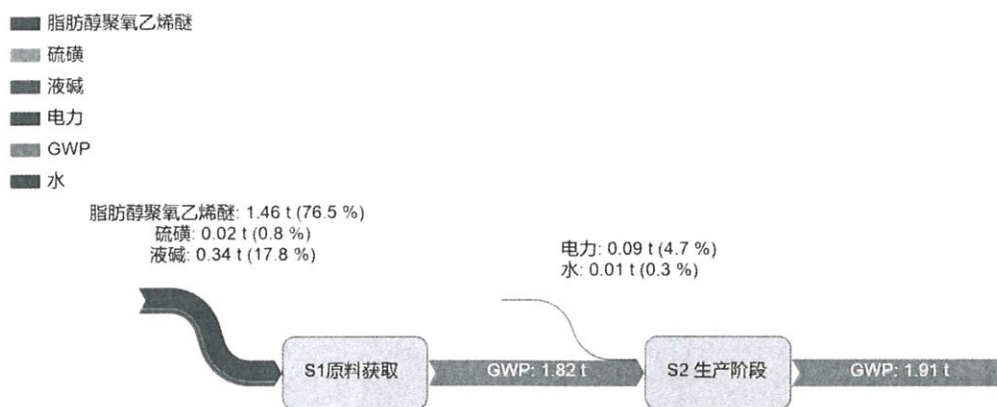 脂肪醇聚氧乙烯醚
硫磺
液碱
电力
GWP
水
脂肪醇聚氧乙烯醚: 1.46 t (76.5 %)
硫磺: 0.02 t (0.8 %)
液碱: 0.34 t (17.8 %)
电力: 0.09 t (4.7 %)
水: 0.01 t (0.3 %)
S1原料获取
GWP: 1.82 t
S2 生产阶段
GWP: 1.91 t